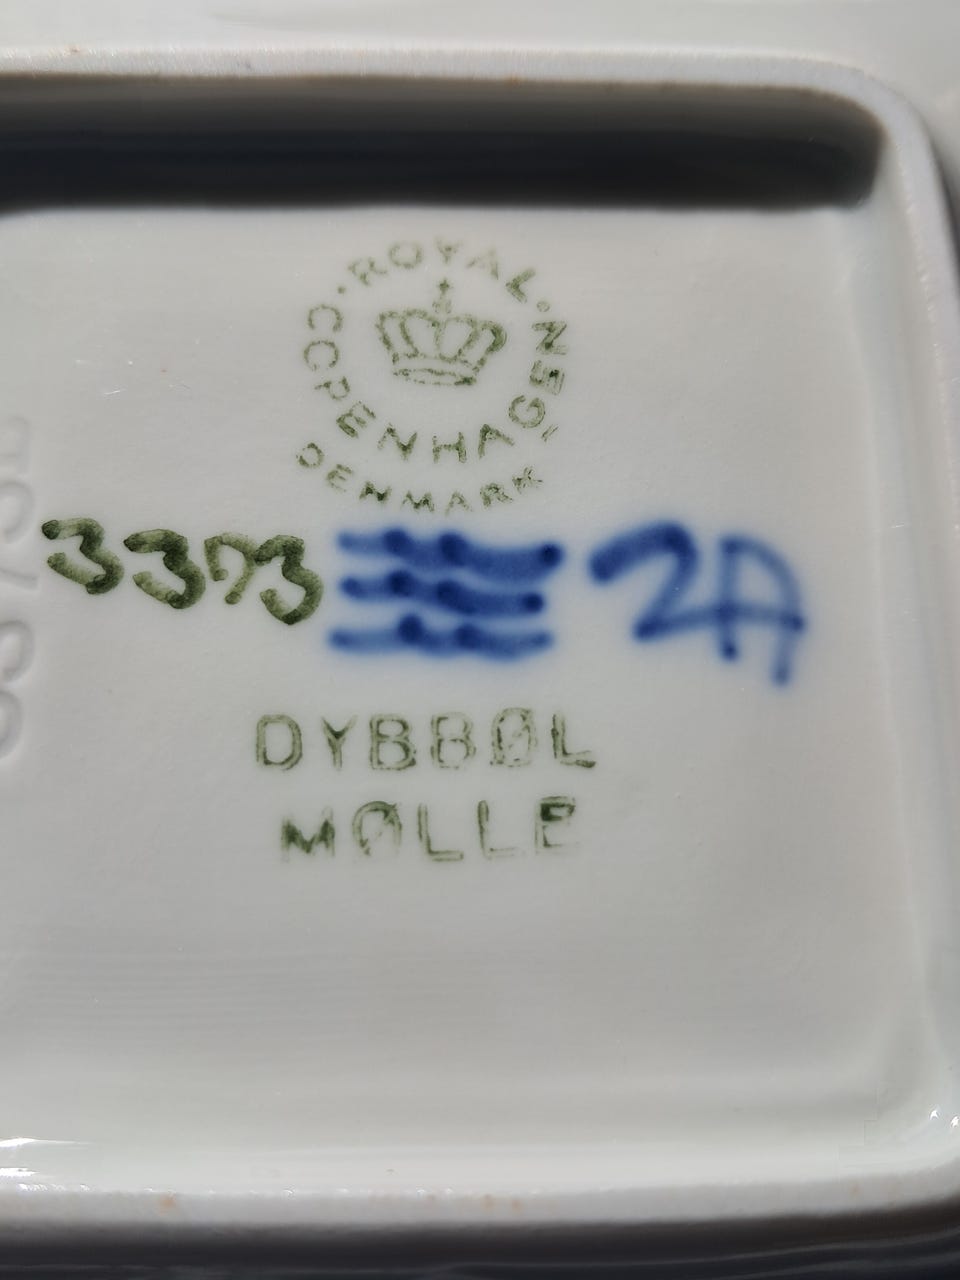 ROYAL
COPENHAGEN
DENMARK
3373 2A
DYBBØL
MØLLE